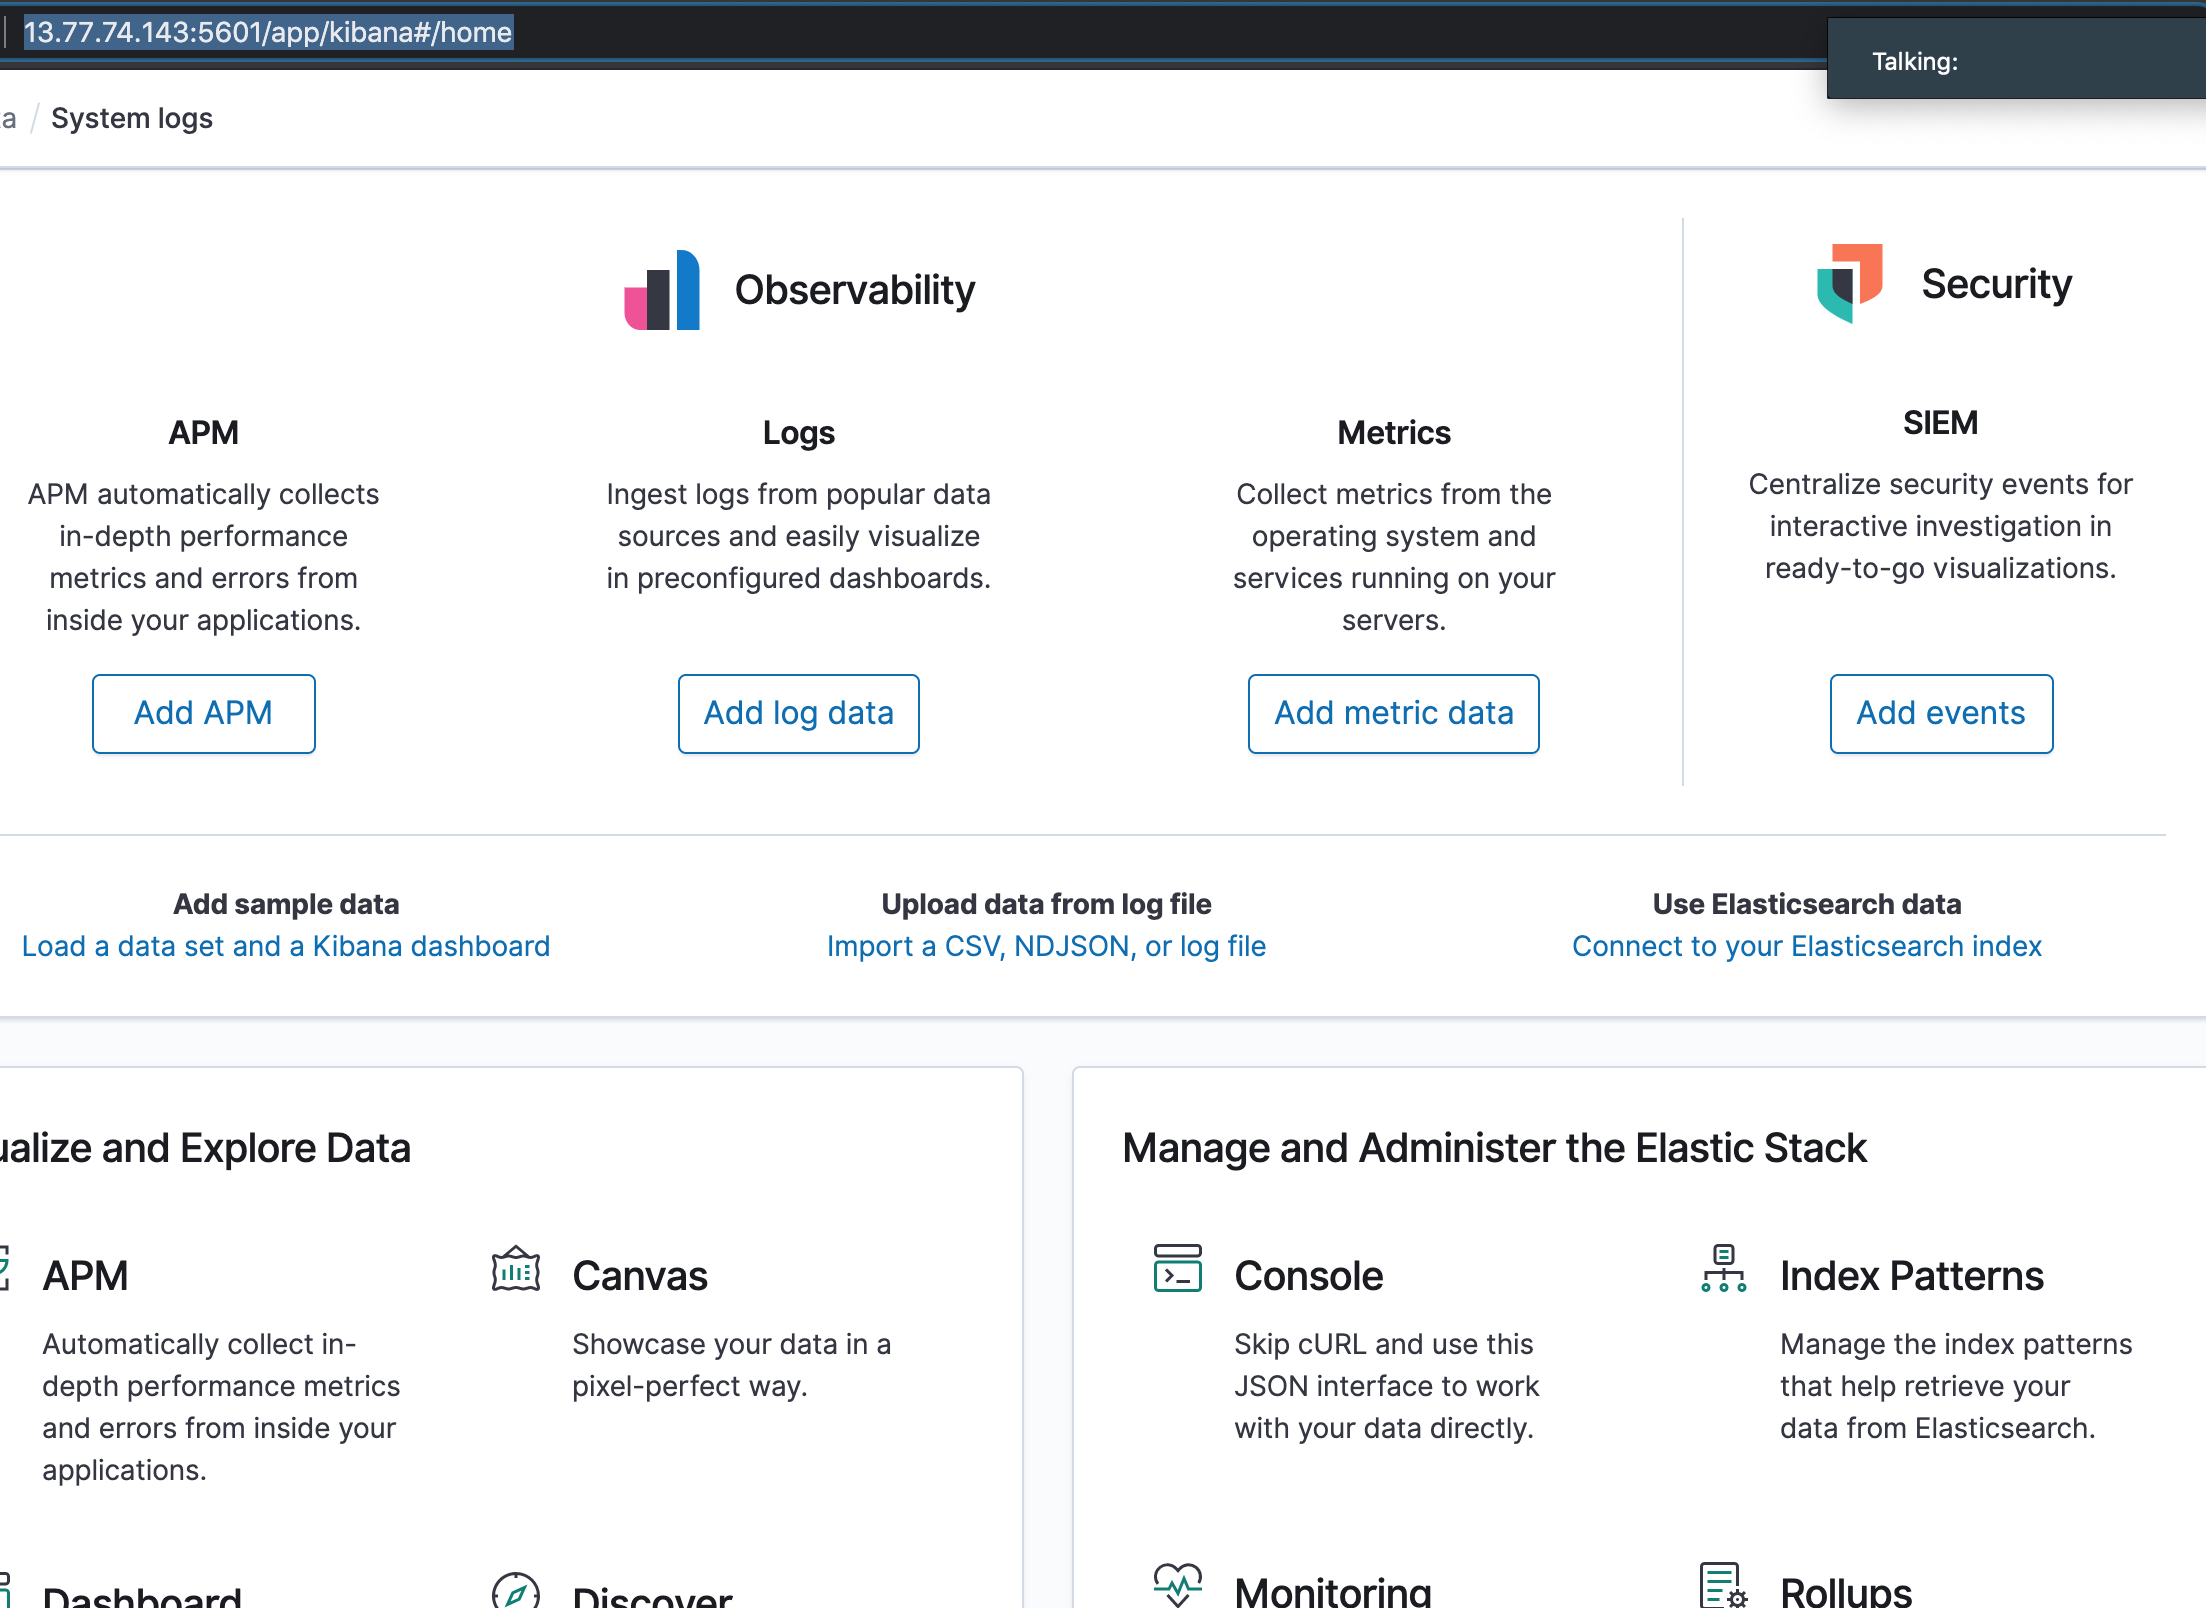 13.77.74.143:5601/app/kibana#/home
Talking:
a / System logs
Observability
Security
APM
APM automatically collects
in-depth performance
metrics and errors from
inside your applications.
Add APM
Logs
Ingest logs from popular data
sources and easily visualize
in preconfigured dashboards.
Add log data
Metrics
Collect metrics from the
operating system and
services running on your
servers.
Add metric data
SIEM
Centralize security events for
interactive investigation in
ready-to-go visualizations.
Add events
Add sample data
Load a data set and a Kibana dashboard
Upload data from log file
Import a CSV, NDJSON, or log file
Use Elasticsearch data
Connect to your Elasticsearch index
ualize and Explore Data
APM
Automatically collect in-
depth performance metrics
and errors from inside your
applications.
Canvas
Showcase your data in a
pixel-perfect way.
Dashboard
Discover
Manage and Administer the Elastic Stack
Console
Skip cURL and use this
JSON interface to work
with your data directly.
Index Patterns
Manage the index patterns
that help retrieve your
data from Elasticsearch.
Monitoring
Rollups